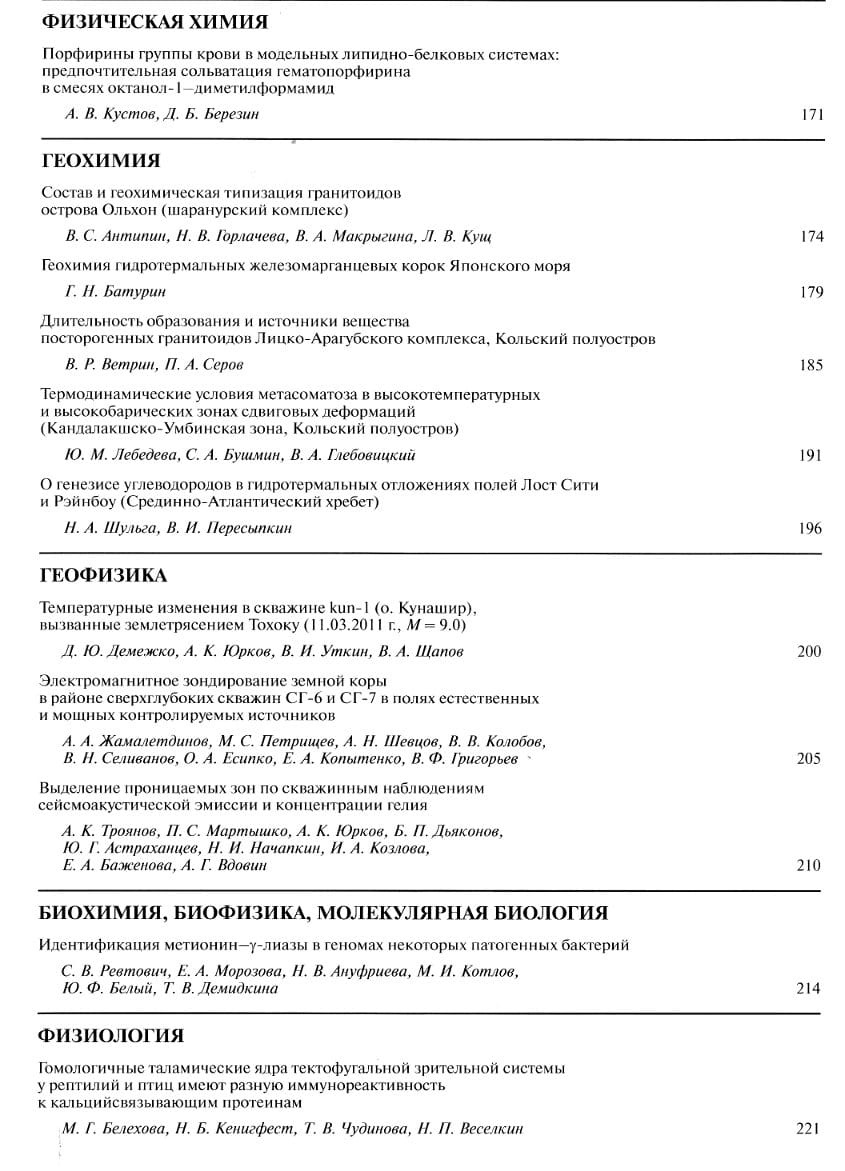 ФИЗИЧЕСКАЯ ХИМИЯ
Порфирины группы крови в модельных липидно-белковых системах:
предпочтительная сольватация гематопорфирина
в смесях октанол-1–диметилформамид
А. В. Кустов, Д. Б. Березин 171
ГЕОХИМИЯ
Состав и геохимическая типизация гранитоидов
острова Ольхон (шаранурский комплекс)
В. С. Антипин, Н. В. Горлачева, В. А. Макрыгина, Л. В. Кущ 174
Геохимия гидротермальных железомарганцевых корок Японского моря
Г. Н. Батурин 179
Длительность образования и источники вещества
посторогенных гранитоидов Лицко-Арагубского комплекса, Кольский полуостров
В. Р. Ветрин, П. А. Серов 185
Термодинамические условия метасоматоза в высокотемпературных
и высокобарических зонах сдвиговых деформаций
(Кандалакшско-Умбинская зона, Кольский полуостров)
Ю. М. Лебедева, С. А. Бушмин, В. А. Глебовицкий 191
О генезисе углеводородов в гидротермальных отложениях полей Лост Сити
и Рэйнбоу (Срединно-Атлантический хребет)
Н. А. Шульга, В. И. Пересыпкин 196
ГЕОФИЗИКА
Температурные изменения в скважине kun-1 (о. Кунашир),
вызванные землетрясением Тохоку (11.03.2011 г., M = 9.0)
Д. Ю. Демежко, А. К. Юрков, В. И. Уткин, В. А. Щапов 200
Электромагнитное зондирование земной коры
в районе сверхглубоких скважин СГ-6 и СГ-7 в полях естественных
и мощных контролируемых источников
А. А. Жамалетдинов, М. С. Петрищев, А. Н. Шевцов, В. В. Колобов,
В. Н. Селиванов, О. А. Есипко, Е. А. Копытенко, В. Ф. Григорьев 205
Выделение проницаемых зон по скважинным наблюдениям
сейсмоакустической эмиссии и концентрации гелия
А. К. Троянов, П. С. Мартышко, А. К. Юрков, Б. П. Дьяконов,
Ю. Г. Астраханцев, Н. И. Начапкин, И. А. Козлова,
Е. А. Баженова, А. Г. Вдовин 210
БИОХИМИЯ, БИОФИЗИКА, МОЛЕКУЛЯРНАЯ БИОЛОГИЯ
Идентификация метионин–γ-лиазы в геномах некоторых патогенных бактерий
С. В. Ревтович, Е. А. Морозова, Н. В. Ануфриева, М. И. Котлов,
Ю. Ф. Белый, Т. В. Демидкина 214
ФИЗИОЛОГИЯ
Гомологичные таламические ядра тектофугальной зрительной системы
у рептилий и птиц имеют разную иммунореактивность
к кальцийсвязывающим протеинам
М. Г. Белехова, Н. Б. Кенигфест, Т. В. Чудинова, Н. П. Веселкин 221